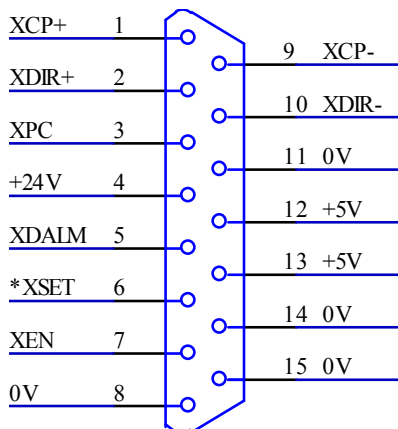 XCP+ 1
9 XCP-
XDIR+ 2
10 XDIR-
XPC 3
11 0V
+24V 4
12 +5V
XDALM 5
13 +5V
*XSET 6
14 0V
XEN 7
15 0V
0V 8